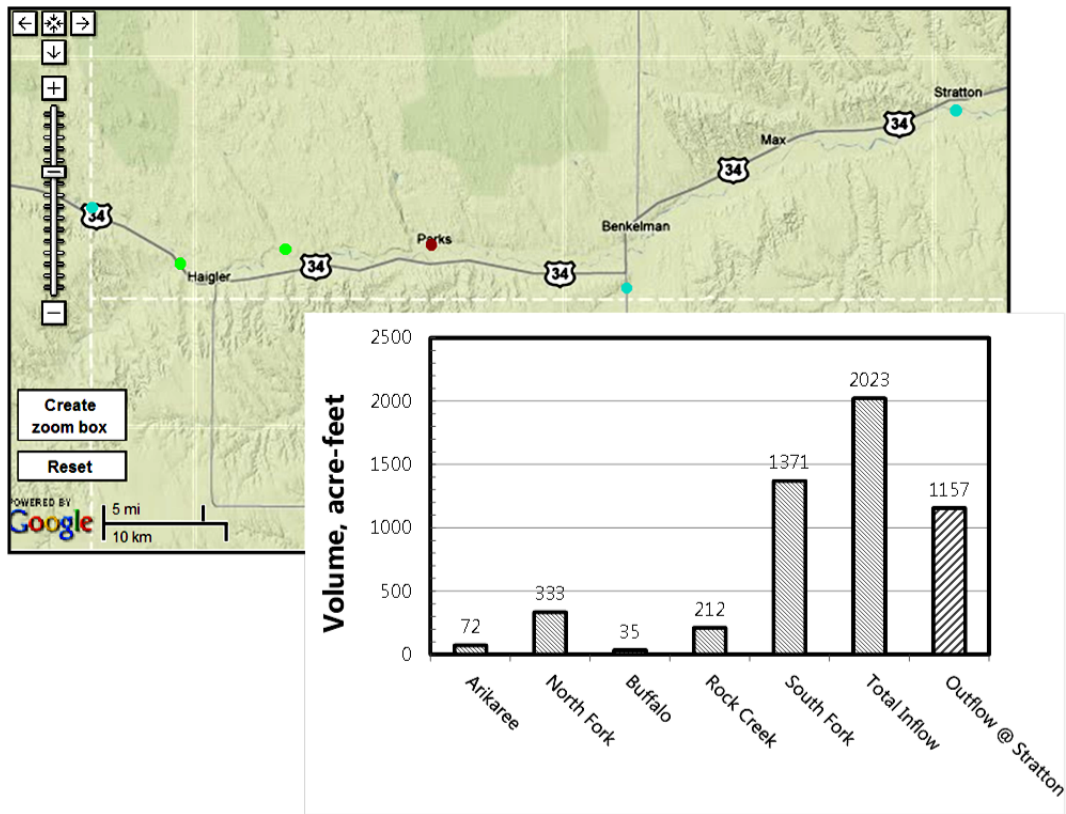 Stratton
34
Max
34
34
Benkelman
Perks
Haigler
34
34
Create
zoom box
Reset
POWERED BY
Google
5 mi
10 km
Volume, acre-feet
2500
2000
1500
1000
500
0
72
333
35
212
1371
2023
1157
Arikaree
North Fork
Buffalo
Rock Creek
South Fork
Total Inflow
Outflow @ Stratton